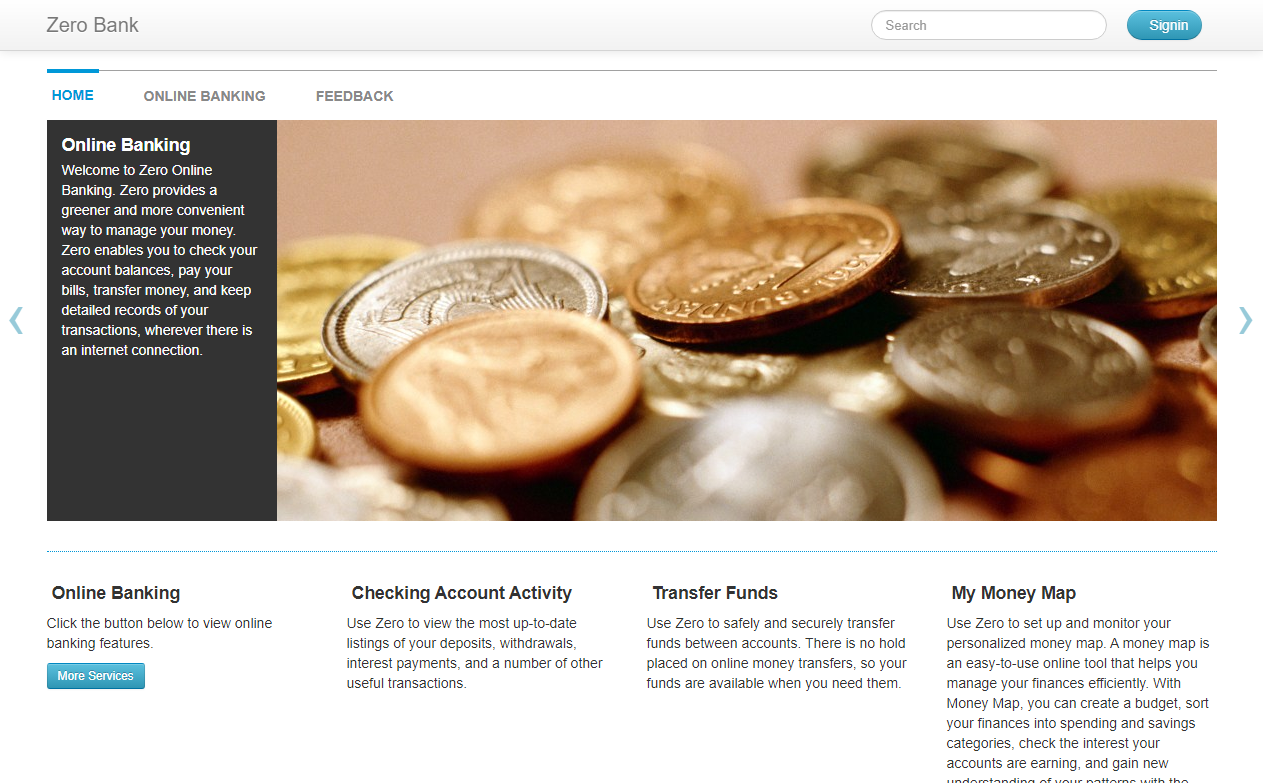 Zero Bank
Search
Signin
HOME
ONLINE BANKING
FEEDBACK
Online Banking
Welcome to Zero Online
Banking. Zero provides a
greener and more convenient
way to manage your money.
Zero enables you to check your
account balances, pay your
bills, transfer money, and keep
detailed records of your
transactions, wherever there is
an internet connection.
Online Banking
Click the button below to view online
banking features.
More Services
Checking Account Activity
Use Zero to view the most up-to-date
listings of your deposits, withdrawals,
interest payments, and a number of other
useful transactions.
Transfer Funds
Use Zero to safely and securely transfer
funds between accounts. There is no hold
placed on online money transfers, so your
funds are available when you need them.
My Money Map
Use Zero to set up and monitor your
personalized money map. A money map is
an easy-to-use online tool that helps you
manage your finances efficiently. With
Money Map, you can create a budget, sort
your finances into spending and savings
categories, check the interest your
accounts are earning, and gain new
understanding of your patterns with the